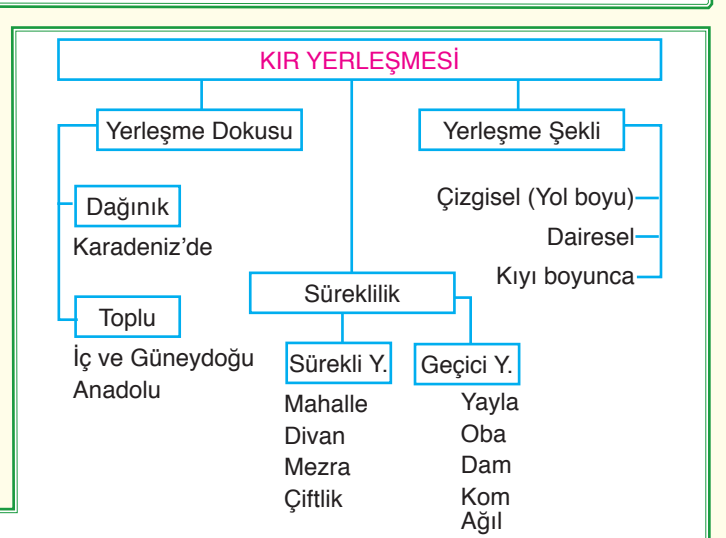 KIR YERLEŞMESİ
Yerleşme Dokusu
Dağınık
Karadeniz'de
Toplu
İç ve Güneydoğu
Anadolu
Süreklilik
Sürekli Y.
Mahalle
Divan
Mezra
Çiftlik
Geçici Y.
Yayla
Oba
Dam
Kom
Ağıl
Yerleşme Şekli
Çizgisel (Yol boyu)
Dairesel
Kıyı boyunca